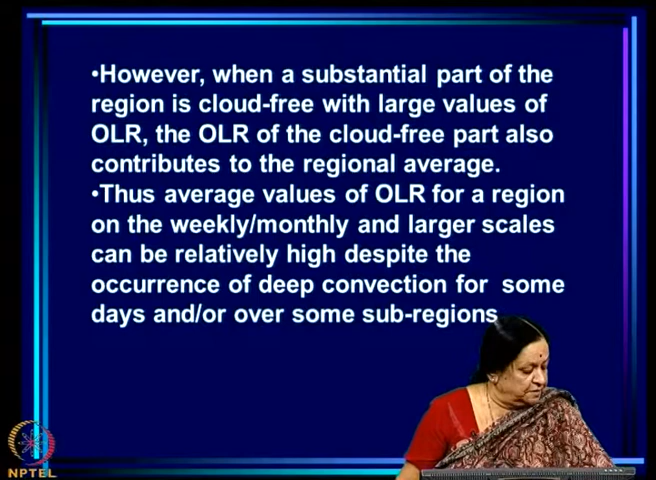 •However, when a substantial part of the
region is cloud-free with large values of
OLR, the OLR of the cloud-free part also
contributes to the regional average.
•Thus average values of OLR for a region
on the weekly/monthly and larger scales
can be relatively high despite the
occurrence of deep convection for some
days and/or over some sub-regions
NPTEL